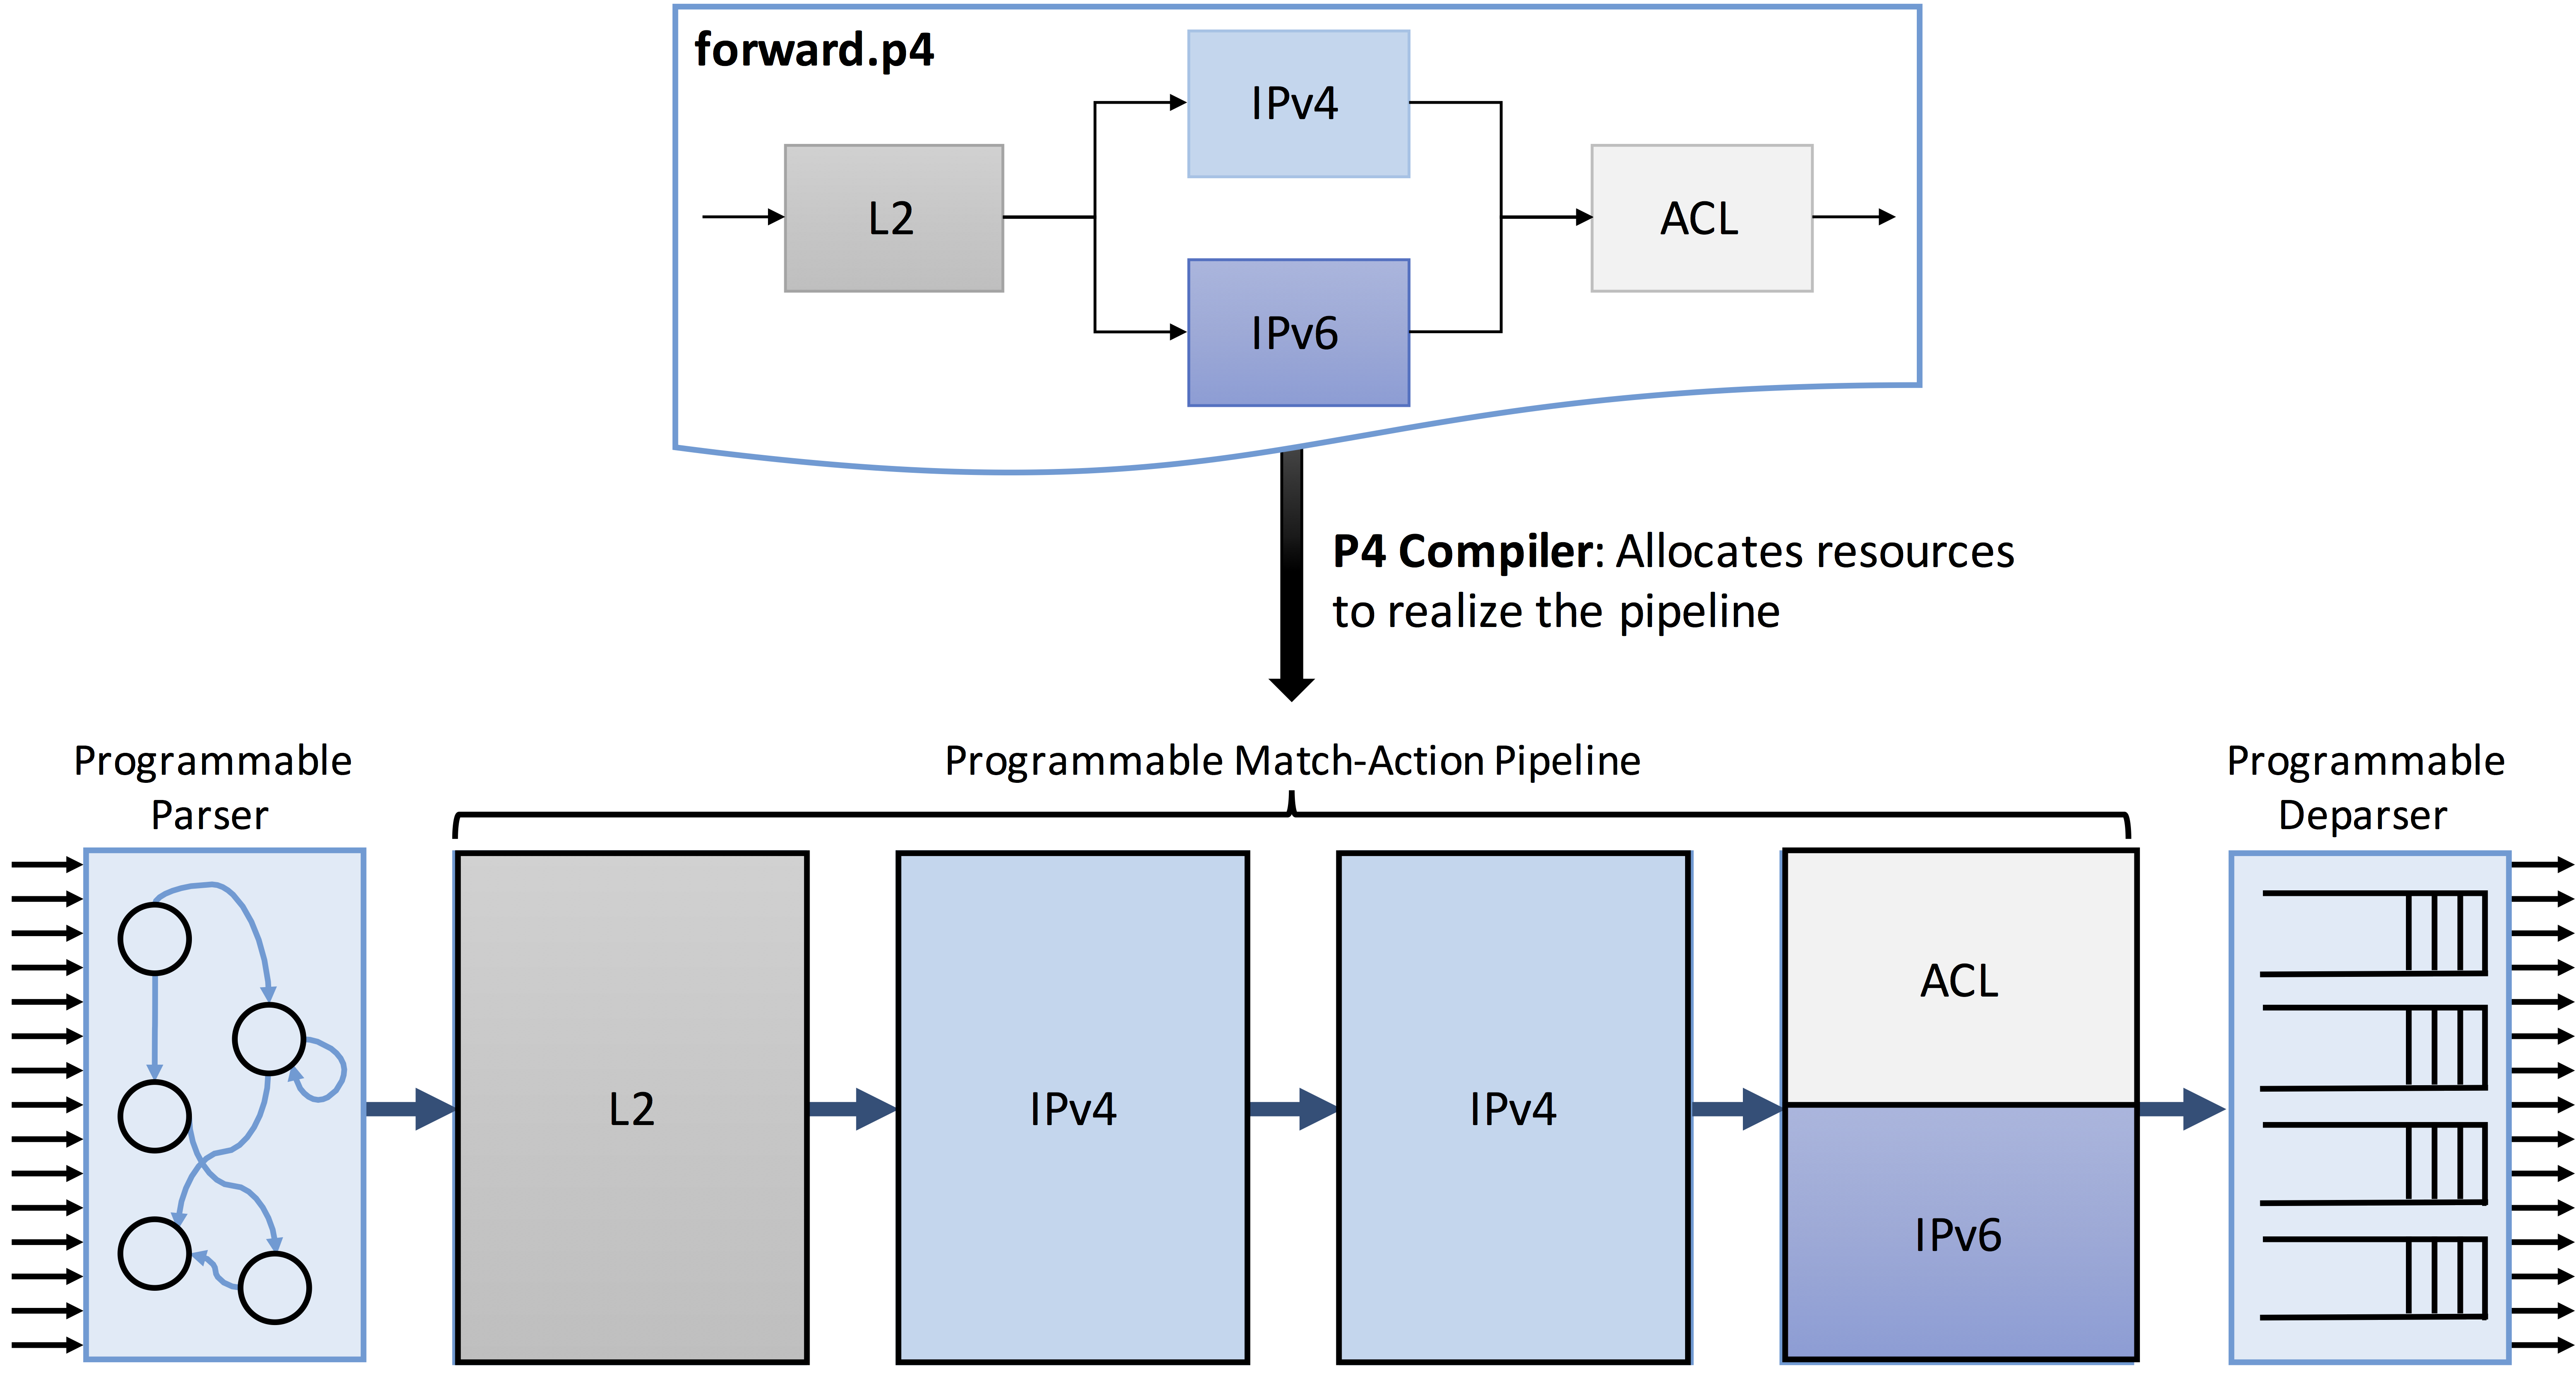 forward.p4
IPv4
L2
ACL
IPv6
P4 Compiler: Allocates resources
to realize the pipeline
Programmable
Parser
Programmable Match-Action Pipeline
Programmable
Deparser
L2
IPv4
IPv4
ACL
IPv6